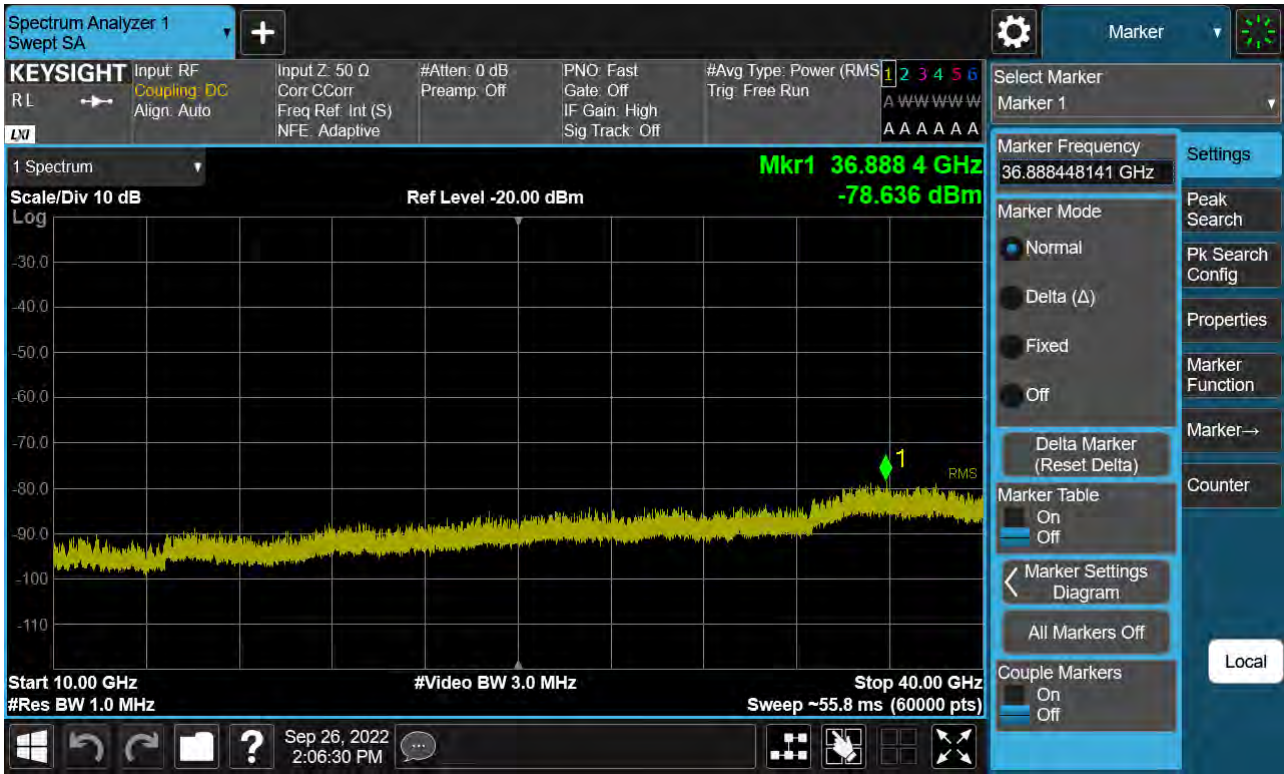 Spectrum Analyzer 1
Swept SA
+
Marker
KEYSIGHT
RL
LXI
Input: RF
Coupling: DC
Align: Auto
Input Z: 50 Ω
Corr CCorr
Freq Ref: Int (S)
NFE: Adaptive
#Atten: 0 dB
Preamp: Off
PNO: Fast
Gate: Off
IF Gain: High
Sig Track: Off
#Avg Type: Power (RMS
Trig: Free Run
1 2 3 4 5 6
A W W W W W
A A A A A A
Select Marker
Marker 1
1 Spectrum
Scale/Div 10 dB
Ref Level -20.00 dBm
Mkr1 36.888 4 GHz
-78.636 dBm
Log
-30.0
-40.0
-50.0
-60.0
-70.0
-80.0
-90.0
-100
-110
1
RMS
Start 10.00 GHz
#Res BW 1.0 MHz
#Video BW 3.0 MHz
Stop 40.00 GHz
Sweep ~55.8 ms (60000 pts)
Marker Frequency
36.888448141 GHz
Marker Mode
Normal
Delta (Δ)
Fixed
Off
Delta Marker
(Reset Delta)
Marker Table
On
Off
Marker Settings
Diagram
All Markers Off
Couple Markers
On
Off
Settings
Peak
Search
Pk Search
Config
Properties
Marker
Function
Marker→
Counter
Local
?
Sep 26, 2022
2:06:30 PM